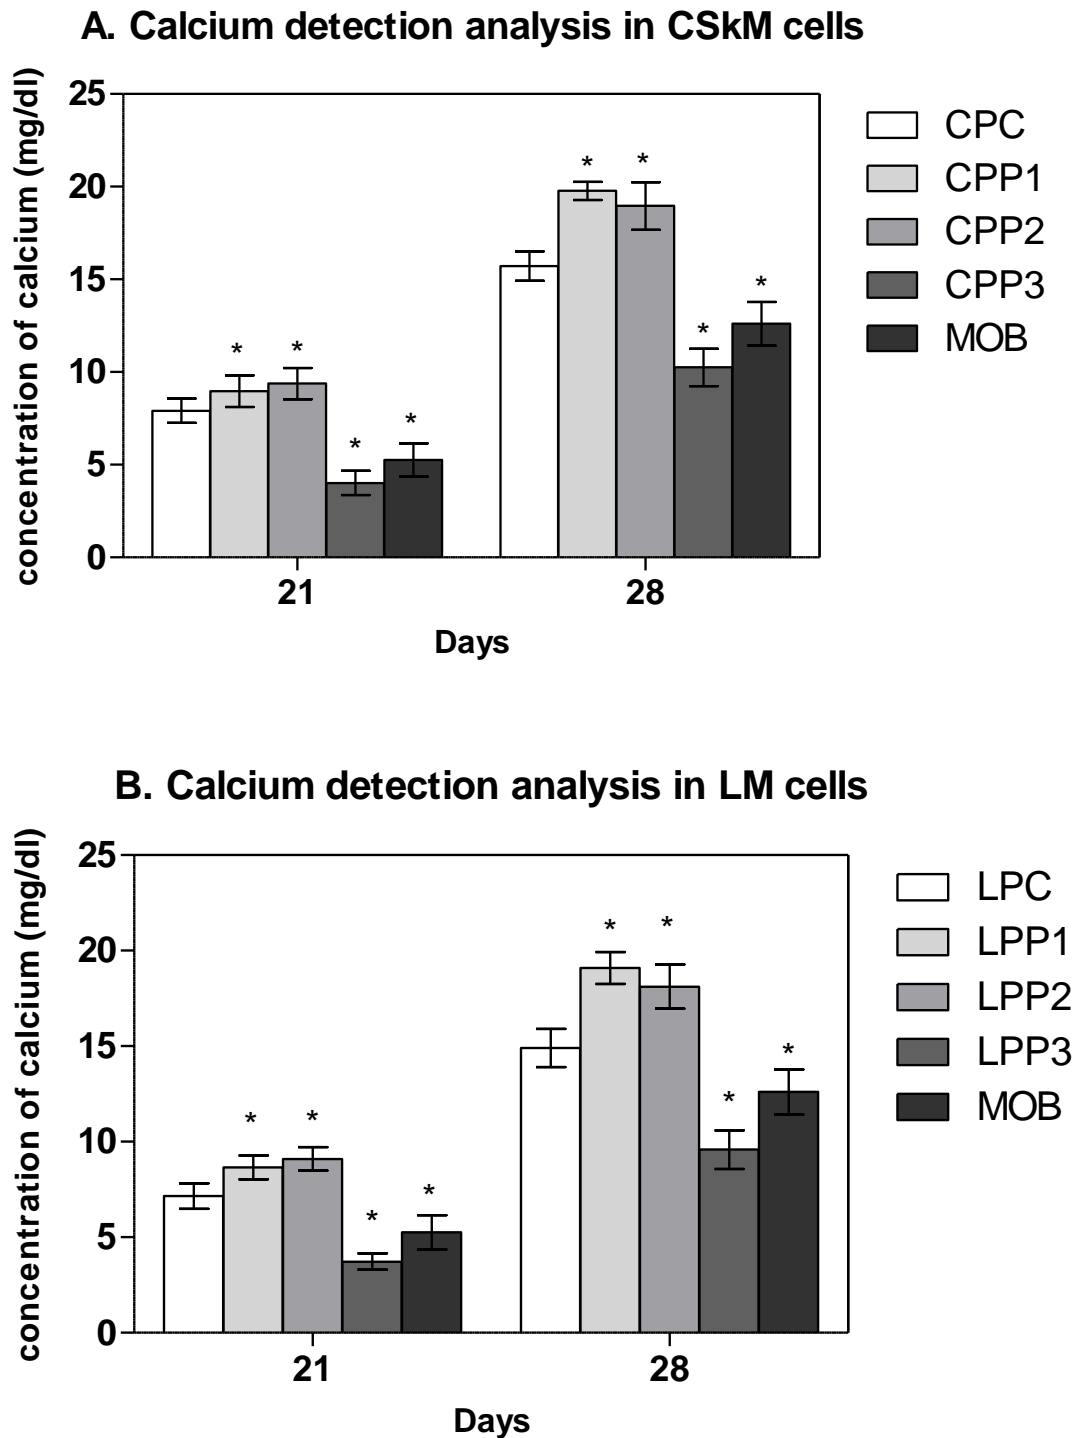 A. Calcium detection analysis in CSkM cells
concentration of calcium (mg/dl)
25
20
15
10
5
0
* * * * * * * *
21 28
Days
CPC
CPP1
CPP2
CPP3
MOB
B. Calcium detection analysis in LM cells
concentration of calcium (mg/dl)
25
20
15
10
5
0
* * * * * * * *
21 28
Days
LPC
LPP1
LPP2
LPP3
MOB